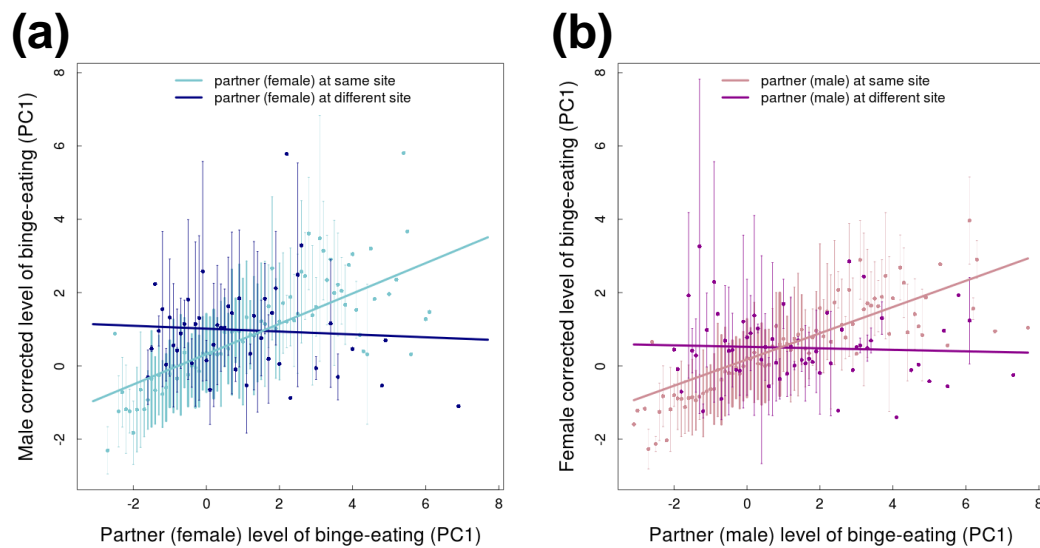 (a)
partner (female) at same site
partner (female) at different site
Male corrected level of binge-eating (PC1)
8
6
4
2
0
-2
-2 0 2 4 6 8
Partner (female) level of binge-eating (PC1)
(b)
partner (male) at same site
partner (male) at different site
Female corrected level of binge-eating (PC1)
8
6
4
2
0
-2
-2 0 2 4 6 8
Partner (male) level of binge-eating (PC1)